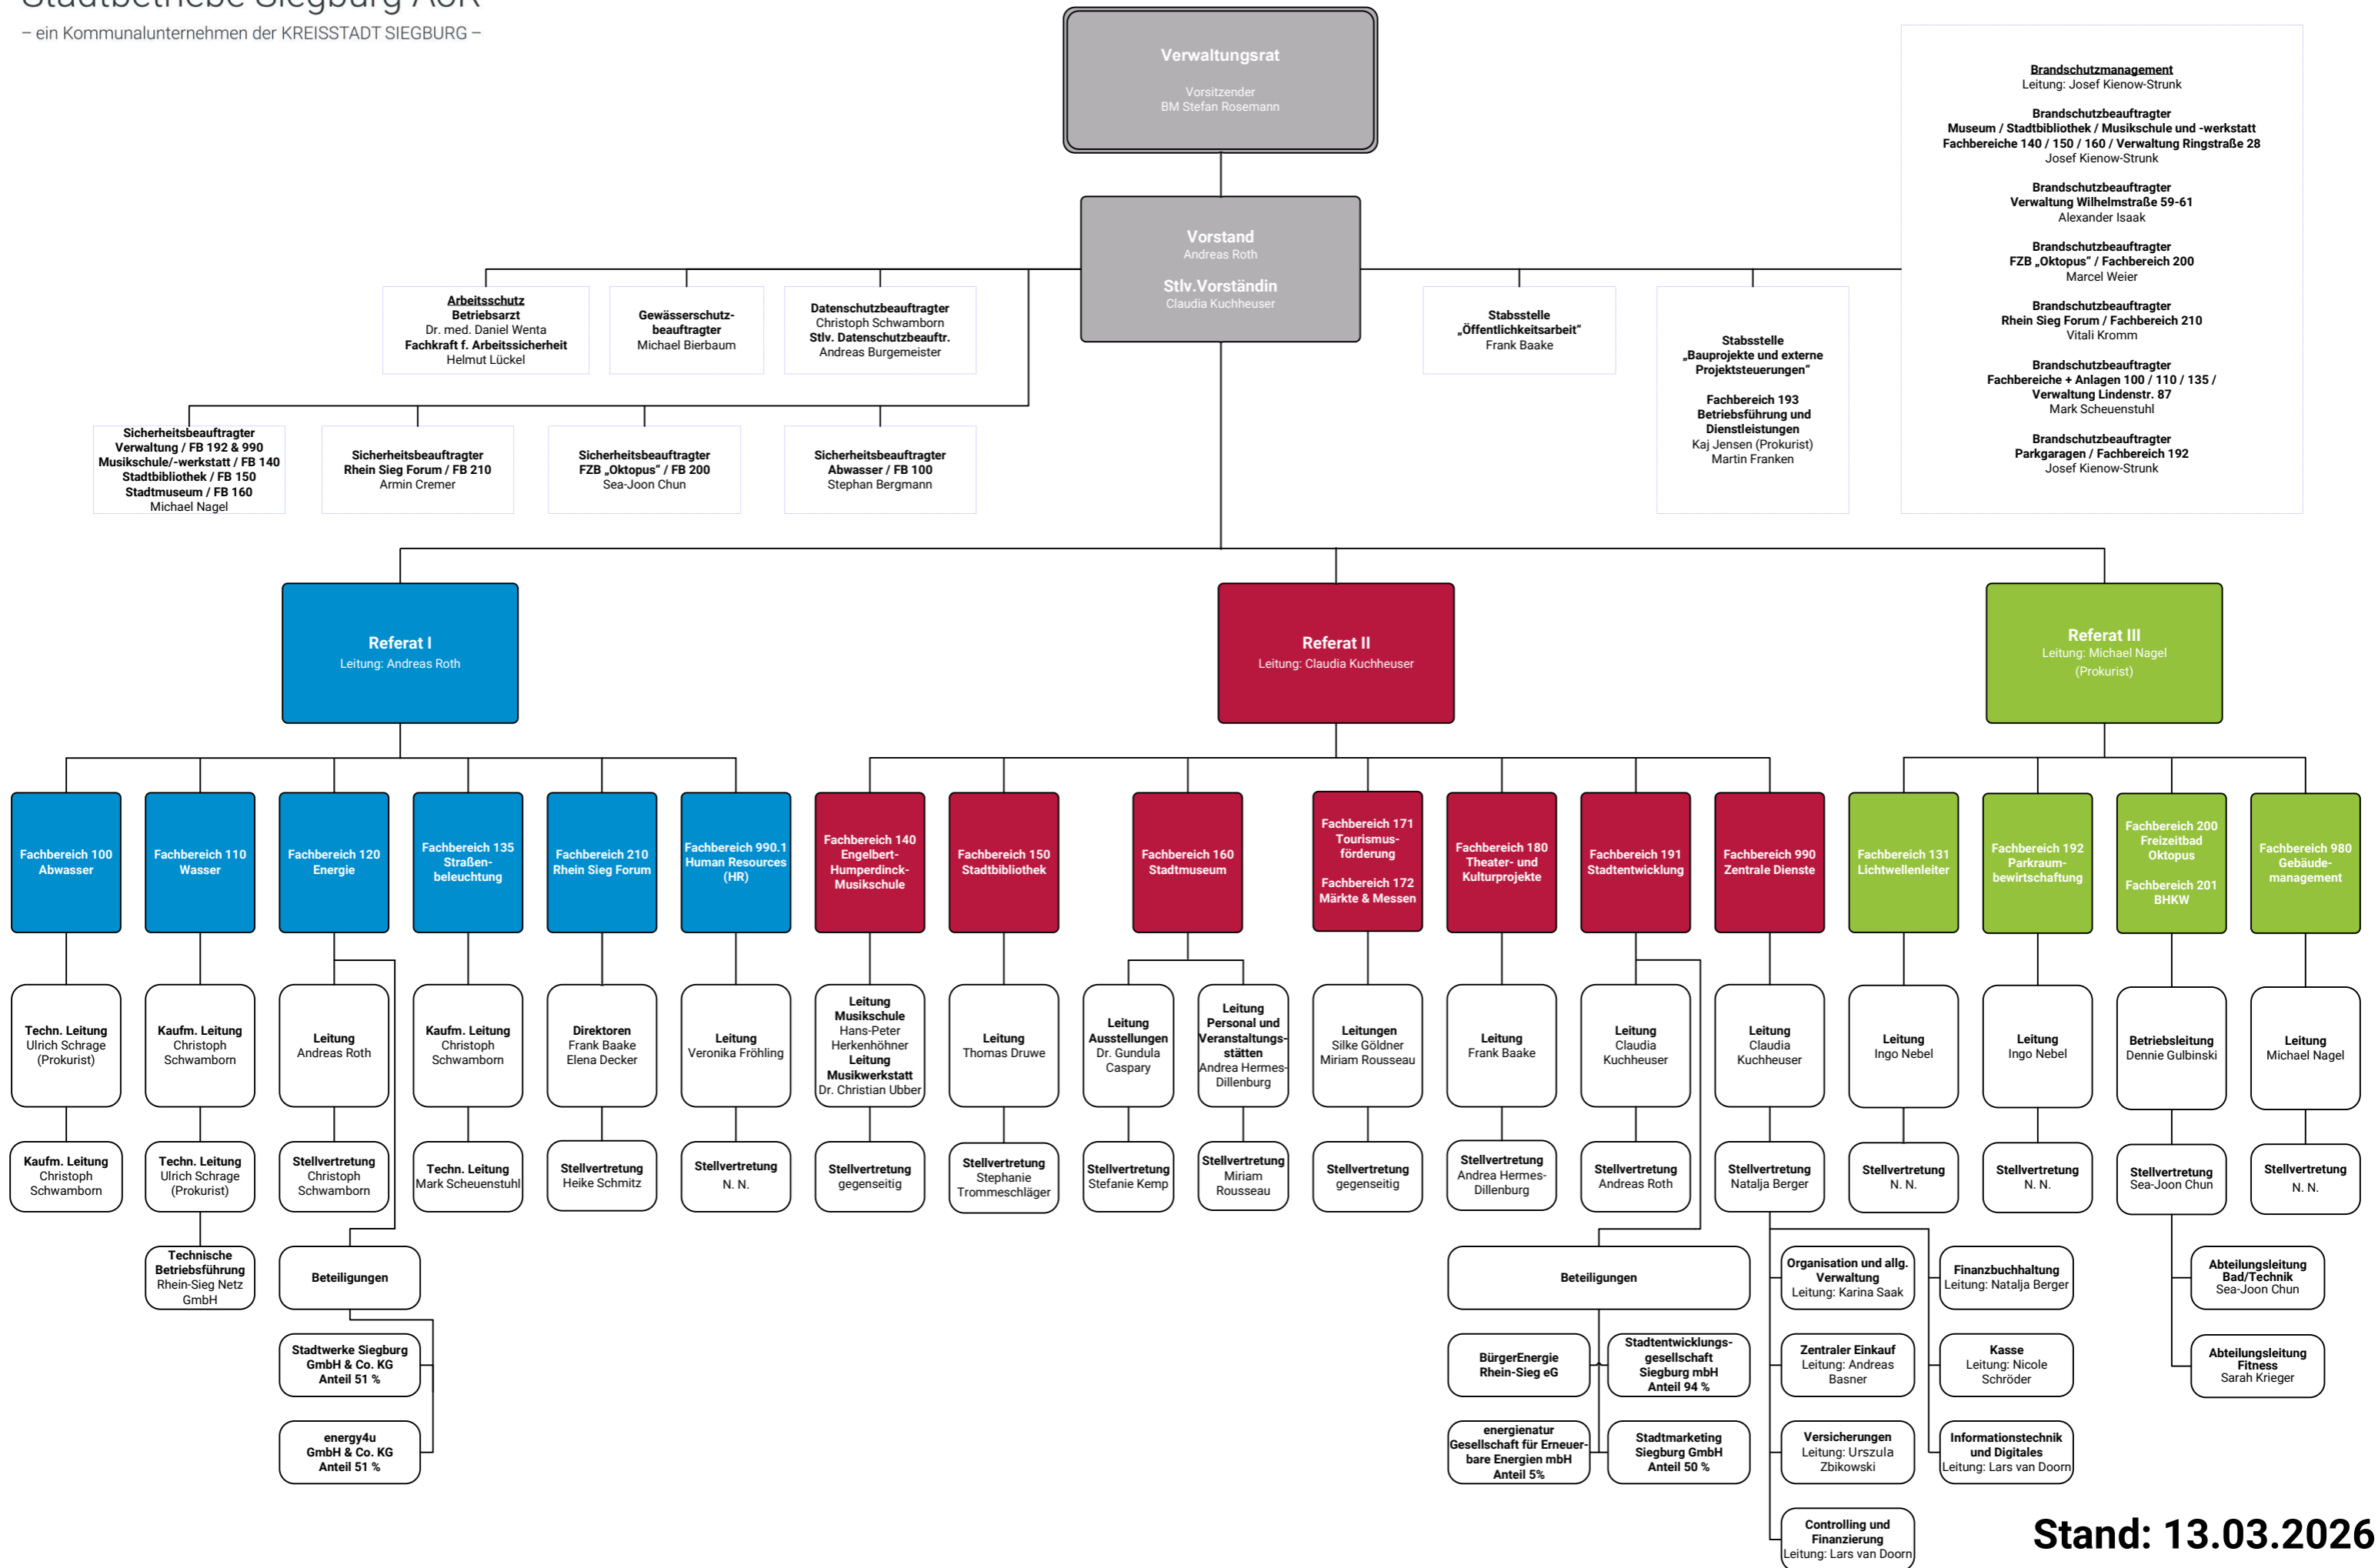 Stadtbetriebe Siegburg AöR
– ein Kommunalunternehmen der KREISSTADT SIEGBURG –
Verwaltungsrat
Vorsitzender
BM Stefan Rosemann
Vorstand
Andreas Roth
Stlv.Vorständin
Claudia Kuchheuser
Brandschutzmanagement
Leitung: Josef Kienow-Strunk
Brandschutzbeauftragter
Museum / Stadtbibliothek / Musikschule und -werkstatt
Fachbereiche 140 / 150 / 160 / Verwaltung Ringstraße 28
Josef Kienow-Strunk
Brandschutzbeauftragter
Verwaltung Wilhelmstraße 59-61
Alexander Isaak
Brandschutzbeauftragter
FZB „Oktopus“ / Fachbereich 200
Marcel Weier
Brandschutzbeauftragter
Rhein Sieg Forum / Fachbereich 210
Vitali Kromm
Brandschutzbeauftragter
Fachbereiche + Anlagen 100 / 110 / 135 /
Verwaltung Lindenstr. 87
Mark Scheuenstuhl
Brandschutzbeauftragter
Parkgaragen / Fachbereich 192
Josef Kienow-Strunk
Arbeitsschutz
Betriebsarzt
Dr. med. Daniel Wenta
Fachkraft f. Arbeitssicherheit
Helmut Lückel
Gewässerschutz-
beauftragter
Michael Bierbaum
Datenschutzbeauftragter
Christoph Schwamborn
Stlv. Datenschutzbeauftr.
Andreas Burgemeister
Stabsstelle
„Öffentlichkeitsarbeit“
Frank Baake
Stabsstelle
„Bauprojekte und externe
Projektsteuerungen“
Fachbereich 193
Betriebsführung und
Dienstleistungen
Kaj Jensen (Prokurist)
Martin Franken
Sicherheitsbeauftragter
Verwaltung / FB 192 & 990
Musikschule/-werkstatt / FB 140
Stadtbibliothek / FB 150
Stadtmuseum / FB 160
Michael Nagel
Sicherheitsbeauftragter
Rhein Sieg Forum / FB 210
Armin Cremer
Sicherheitsbeauftragter
FZB „Oktopus“ / FB 200
Sea-Joon Chun
Sicherheitsbeauftragter
Abwasser / FB 100
Stephan Bergmann
Referat I
Leitung: Andreas Roth
Referat II
Leitung: Claudia Kuchheuser
Referat III
Leitung: Michael Nagel
(Prokurist)
Fachbereich 100
Abwasser
Fachbereich 110
Wasser
Fachbereich 120
Energie
Fachbereich 135
Straßen-
beleuchtung
Fachbereich 210
Rhein Sieg Forum
Fachbereich 990.1
Human Resources
(HR)
Fachbereich 140
Engelbert-
Humperdinck-
Musikschule
Fachbereich 150
Stadtbibliothek
Fachbereich 160
Stadtmuseum
Fachbereich 171
Tourismus-
förderung
Fachbereich 172
Märkte & Messen
Fachbereich 180
Theater- und
Kulturprojekte
Fachbereich 191
Stadtentwicklung
Fachbereich 990
Zentrale Dienste
Fachbereich 131
Lichtwellenleiter
Fachbereich 192
Parkraum-
bewirtschaftung
Fachbereich 200
Freizeitbad
Oktopus
Fachbereich 201
BHKW
Fachbereich 980
Gebäude-
management
Techn. Leitung
Ulrich Schrage
(Prokurist)
Kaufm. Leitung
Christoph
Schwamborn
Leitung
Andreas Roth
Kaufm. Leitung
Christoph
Schwamborn
Direktoren
Frank Baake
Elena Decker
Leitung
Veronika Fröhling
Leitung
Musikschule
Hans-Peter
Herkenhöhner
Leitung
Musikwerkstatt
Dr. Christian Ubber
Leitung
Thomas Druwe
Leitung
Ausstellungen
Dr. Gundula
Caspary
Leitung
Personal und
Veranstaltungs-
stätten
Andrea Hermes-
Dillenburg
Leitungen
Silke Göldner
Miriam Rousseau
Leitung
Frank Baake
Leitung
Claudia
Kuchheuser
Leitung
Claudia
Kuchheuser
Leitung
Ingo Nebel
Leitung
Ingo Nebel
Betriebsleitung
Dennie Gulbinski
Leitung
Michael Nagel
Kaufm. Leitung
Christoph
Schwamborn
Techn. Leitung
Ulrich Schrage
(Prokurist)
Stellvertretung
Christoph
Schwamborn
Techn. Leitung
Mark Scheuenstuhl
Stellvertretung
Heike Schmitz
Stellvertretung
N. N.
Stellvertretung
gegenseitig
Stellvertretung
Stephanie
Trommeschläger
Stellvertretung
Stefanie Kemp
Stellvertretung
Miriam
Rousseau
Stellvertretung
gegenseitig
Stellvertretung
Andrea Hermes-
Dillenburg
Stellvertretung
Andreas Roth
Stellvertretung
Natalja Berger
Stellvertretung
N. N.
Stellvertretung
N. N.
Stellvertretung
Sea-Joon Chun
Stellvertretung
N. N.
Technische
Betriebsführung
Rhein-Sieg Netz
GmbH
Beteiligungen
Stadtwerke Siegburg
GmbH & Co. KG
Anteil 51 %
energy4u
GmbH & Co. KG
Anteil 51 %
Beteiligungen
BürgerEnergie
Rhein-Sieg eG
Stadtentwicklungs-
gesellschaft
Siegburg mbH
Anteil 94 %
energienatur
Gesellschaft für Erneuer-
bare Energien mbH
Anteil 5%
Stadtmarketing
Siegburg GmbH
Anteil 50 %
Organisation und allg.
Verwaltung
Leitung: Karina Saak
Finanzbuchhaltung
Leitung: Natalja Berger
Zentraler Einkauf
Leitung: Andreas
Basner
Kasse
Leitung: Nicole
Schröder
Versicherungen
Leitung: Urszula
Zbikowski
Informationstechnik
und Digitales
Leitung: Lars van Doorn
Controlling und
Finanzierung
Leitung: Lars van Doorn
Abteilungsleitung
Bad/Technik
Sea-Joon Chun
Abteilungsleitung
Fitness
Sarah Krieger
Stand: 13.03.2026